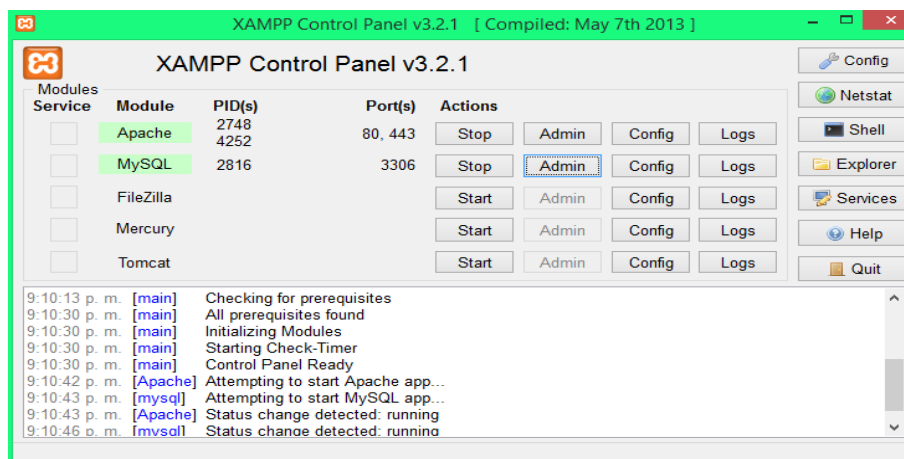 XAMPP Control Panel v3.2.1 [ Compiled: May 7th 2013 ]
XAMPP Control Panel v3.2.1
Config
Modules
Service Module PID(s) Port(s) Actions
Netstat
Apache 2748 4252 80, 443 Stop Admin Config Logs
Shell
MySQL 2816 3306 Stop Admin Config Logs
Explorer
FileZilla Start Admin Config Logs
Services
Mercury Start Admin Config Logs
Help
Tomcat Start Admin Config Logs
Quit
9:10:13 p. m. [main] Checking for prerequisites
9:10:30 p. m. [main] All prerequisites found
9:10:30 p. m. [main] Initializing Modules
9:10:30 p. m. [main] Starting Check-Timer
9:10:30 p. m. [main] Control Panel Ready
9:10:42 p. m. [Apache] Attempting to start Apache app...
9:10:43 p. m. [mysql] Attempting to start MySQL app...
9:10:43 p. m. [Apache] Status change detected: running
9:10:46 p. m. [mysql] Status change detected: running